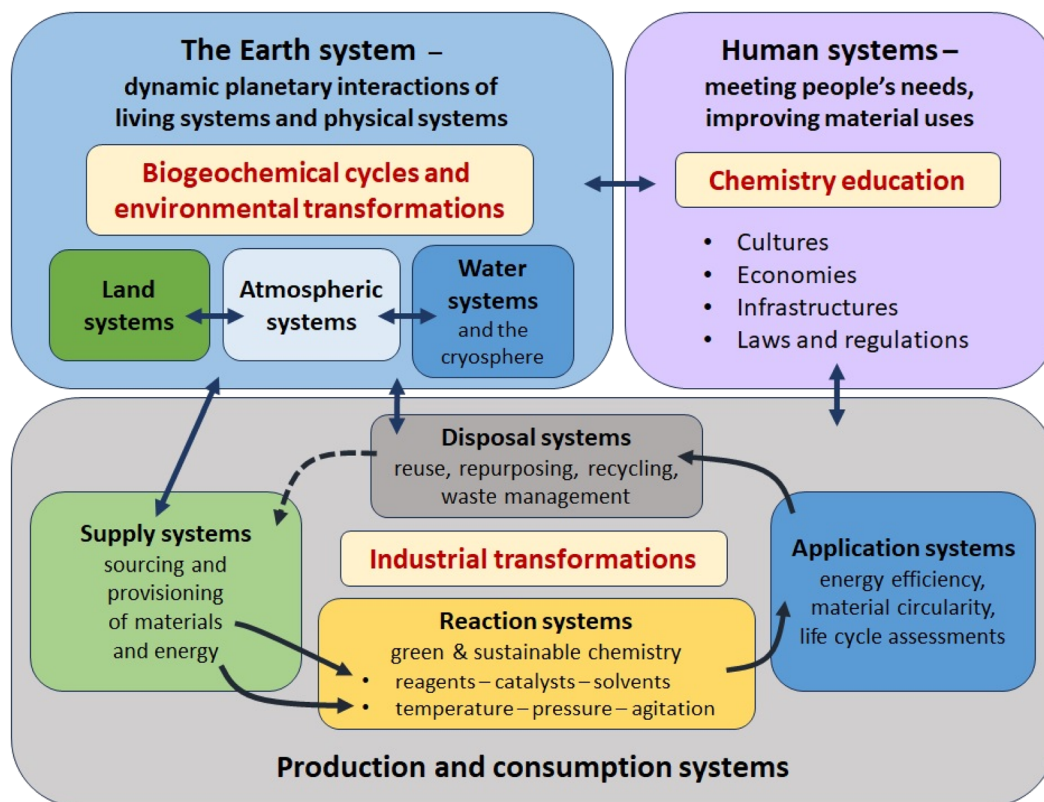 The Earth system –
dynamic planetary interactions of
living systems and physical systems
Biogeochemical cycles and
environmental transformations
Land
systems
Atmospheric
systems
Water
systems
and the
cryosphere
Human systems –
meeting people's needs,
improving material uses
Chemistry education
• Cultures
• Economies
• Infrastructures
• Laws and regulations
Disposal systems
reuse, repurposing, recycling,
waste management
Supply systems
sourcing and
provisioning
of materials
and energy
Industrial transformations
Reaction systems
green & sustainable chemistry
• reagents – catalysts – solvents
• temperature – pressure – agitation
Application systems
energy efficiency,
material circularity,
life cycle assessments
Production and consumption systems